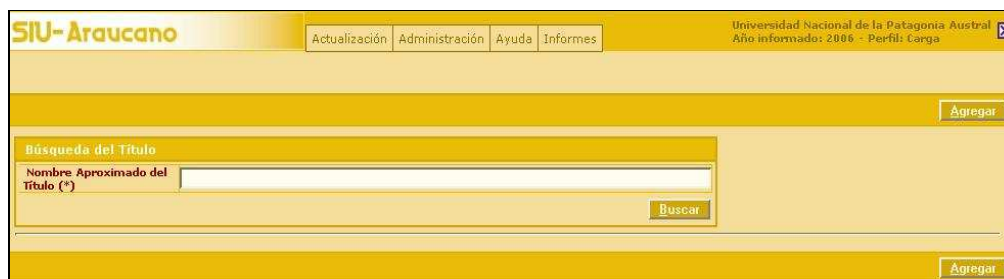 SIU-Araucano
Actualización Administración Ayuda Informes
Universidad Nacional de la Patagonia Austral
Año informado: 2006 - Perfil: Carga
Agregar
Búsqueda del Título
Nombre Aproximado del
Título (*)
Buscar
Agregar